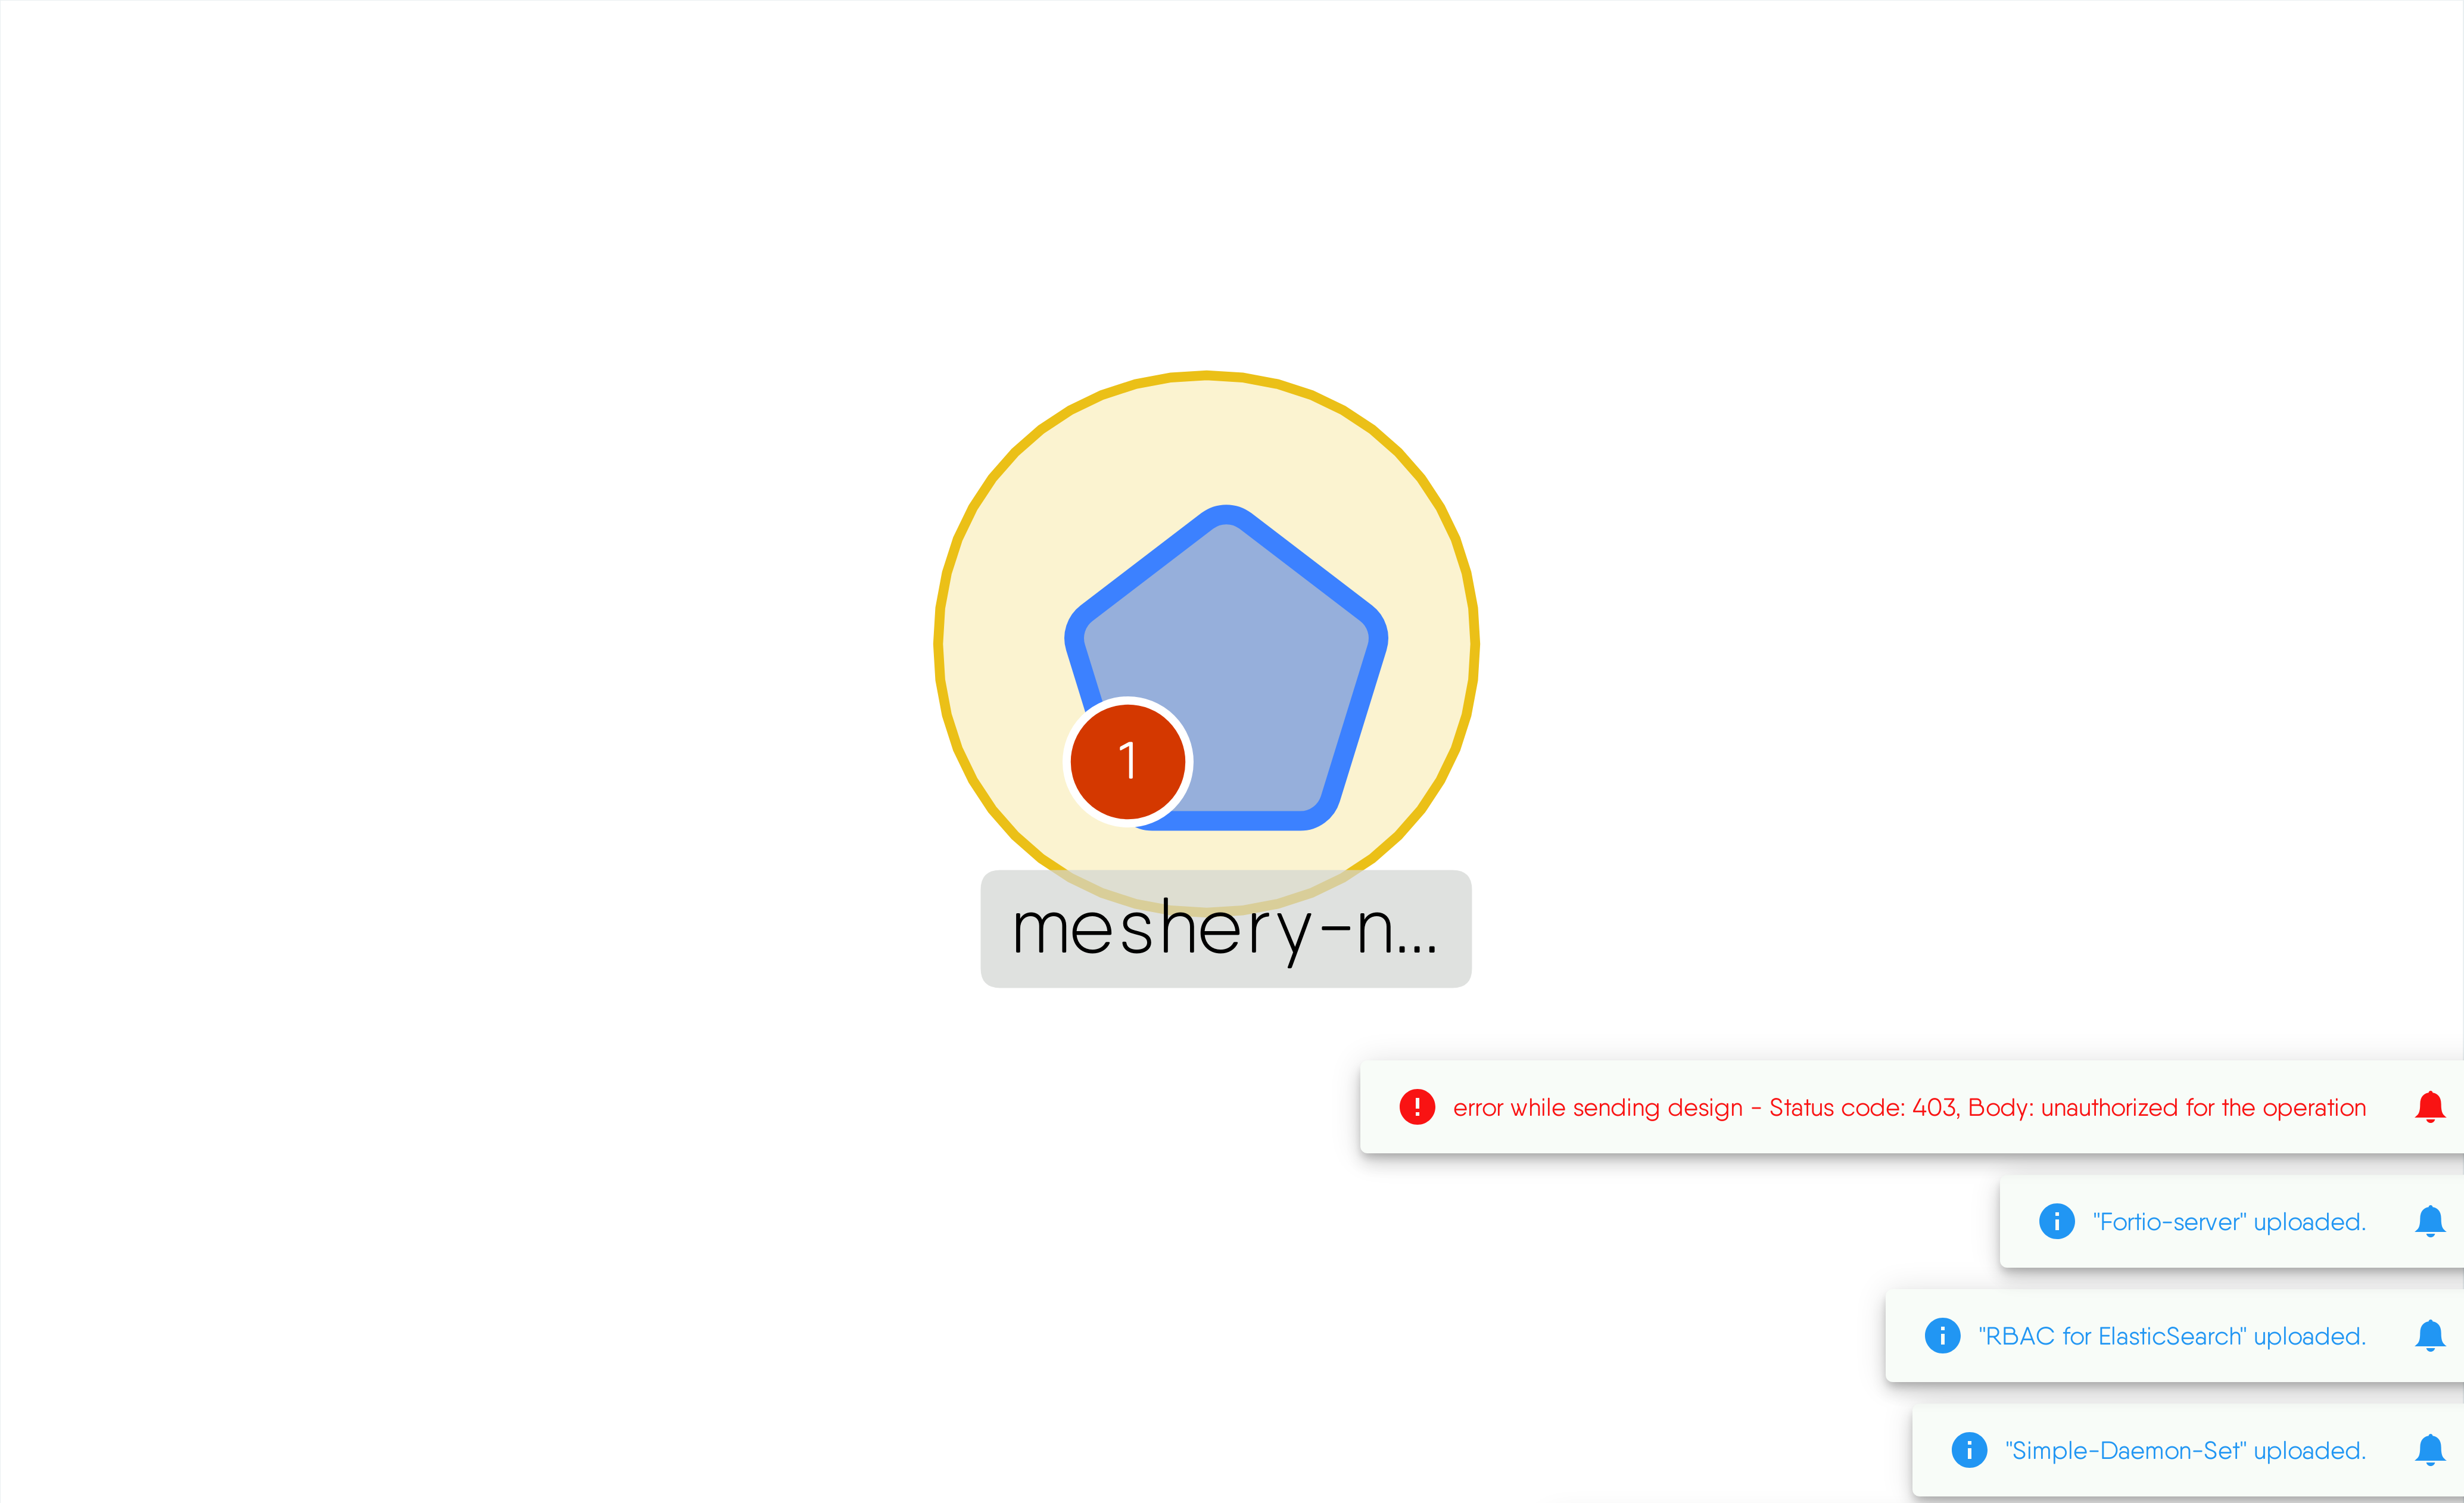 1
meshery-n...
error while sending design - Status code: 403, Body: unauthorized for the operation
"Fortio-server" uploaded.
"RBAC for ElasticSearch" uploaded.
"Simple-Daemon-Set" uploaded.